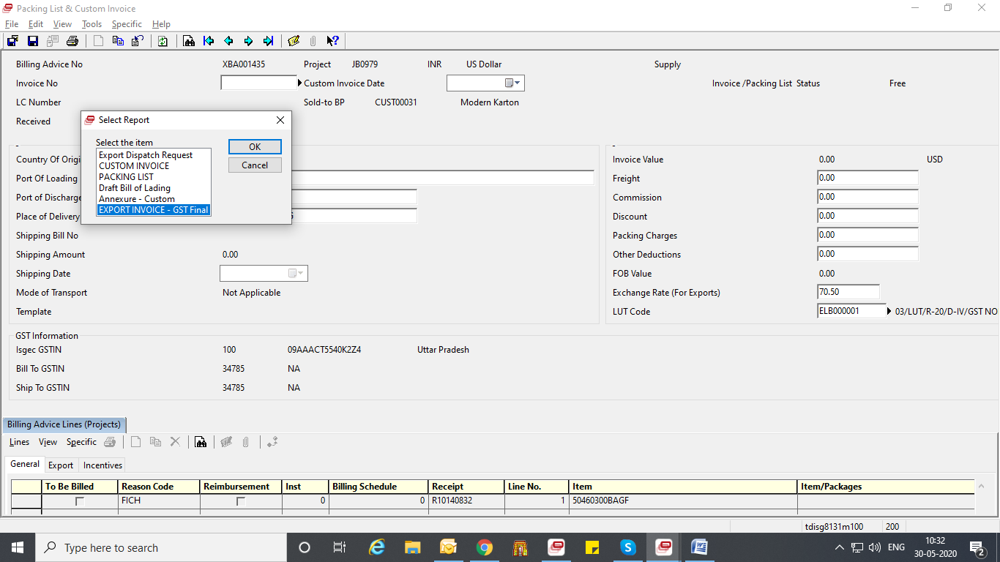 Packing List & Custom Invoice
File Edit View Tools Specific Help
Billing Advice No XBA001435 Project JB0979 INR US Dollar Supply
Invoice No Custom Invoice Date Invoice /Packing List Status Free
LC Number Sold-to BP CUST00031 Modern Karton
Received
Select Report
Select the item
Export Dispatch Request
CUSTOM INVOICE
PACKING LIST
Draft Bill of Lading
Annexure - Custom
EXPORT INVOICE - GST Final
OK
Cancel
Country Of Origi
Port Of Loading
Port of Discharge
Place of Delivery
Shipping Bill No
Shipping Amount 0.00
Shipping Date
Mode of Transport Not Applicable
Template
Invoice Value 0.00 USD
Freight 0.00
Commission 0.00
Discount 0.00
Packing Charges 0.00
Other Deductions 0.00
FOB Value 0.00
Exchange Rate (For Exports) 70.50
LUT Code ELB000001 03/LUT/R-20/D-IV/GST NO
GST Information
Isgec GSTIN 100 09AAACT5540K2Z4 Uttar Pradesh
Bill To GSTIN 34785 NA
Ship To GSTIN 34785 NA
Billing Advice Lines (Projects)
Lines View Specific
General Export Incentives
To Be Billed Reason Code Reimbursement Inst Billing Schedule Receipt Line No. Item Item/Packages
FICH 0 0 R10140832 1 50460300BAGF
tdisg8131m100 200
Type here to search
ENG
10:32
30-05-2020
2